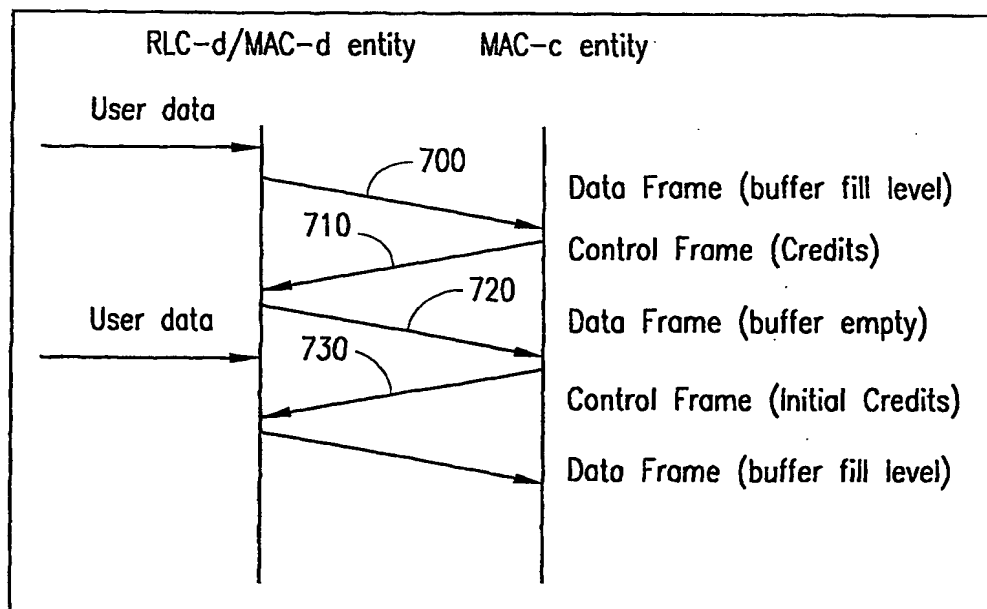 RLC-d/MAC-d entity MAC-c entity
User data
700
Data Frame (buffer fill level)
710
Control Frame (Credits)
720
User data
Data Frame (buffer empty)
730
Control Frame (Initial Credits)
Data Frame (buffer fill level)